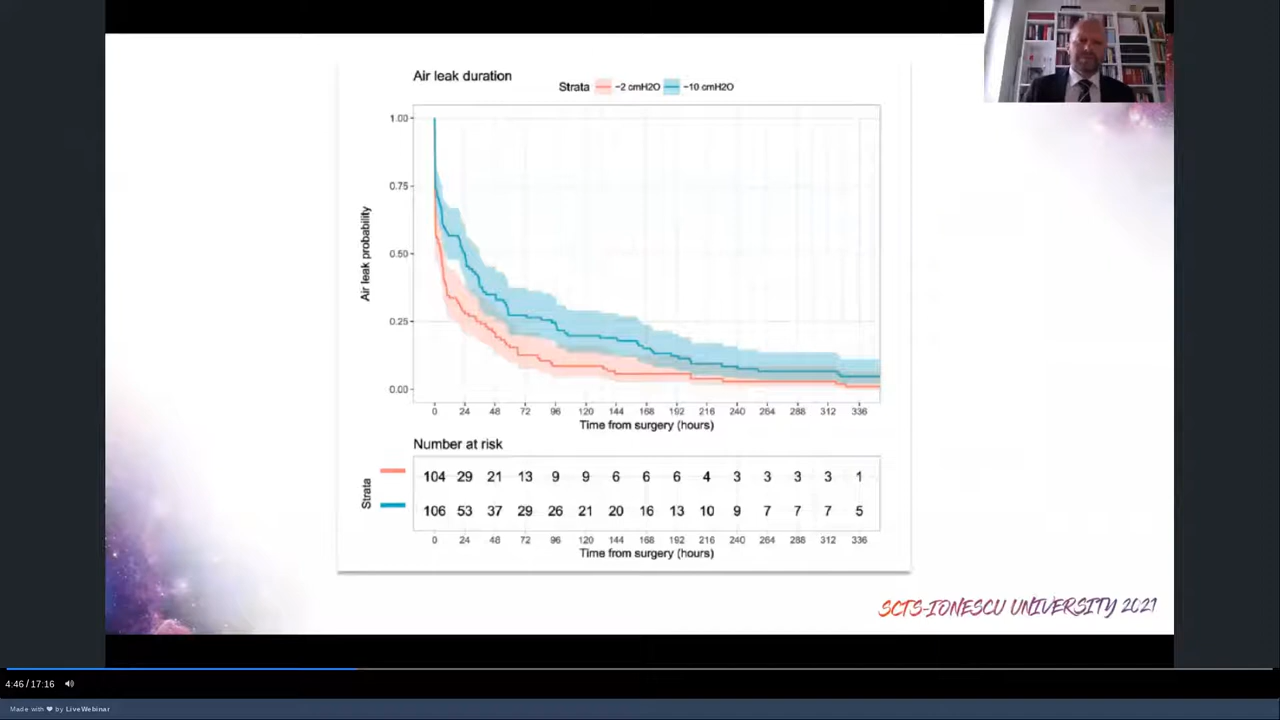 Air leak duration
Strata −2 cmH2O −10 cmH2O
1.00
0.75
0.50
0.25
0.00
Air leak probability
0 24 48 72 96 120 144 168 192 216 240 264 288 312 336
Time from surgery (hours)
Number at risk
Strata
104 29 21 13 9 9 6 6 6 4 3 3 3 3 1
106 53 37 29 26 21 20 16 13 10 9 7 7 7 5
0 24 48 72 96 120 144 168 192 216 240 264 288 312 336
Time from surgery (hours)
SCTS-IONESCU UNIVERSITY 2021
4:46 / 17:16
Made with ❤ by LiveWebinar